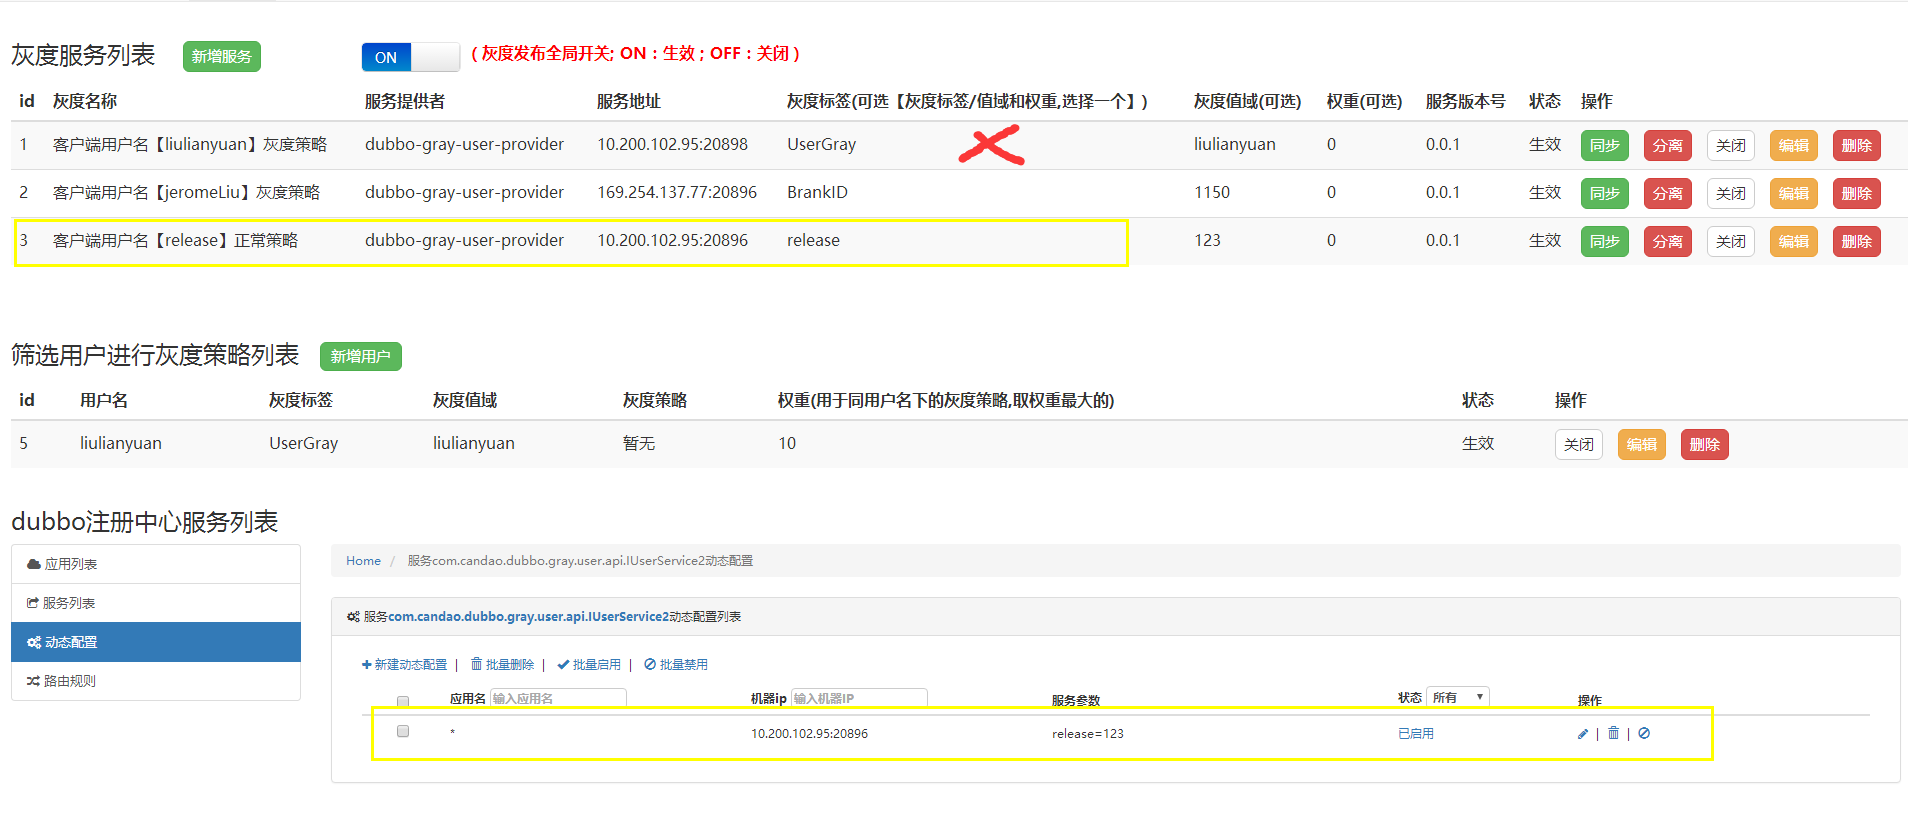 灰度服务列表 新增服务 ON ( 灰度发布全局开关; ON：生效；OFF：关闭 )
id 灰度名称 服务提供者 服务地址 灰度标签(可选【灰度标签/值域和权重,选择一个】) 灰度值域(可选) 权重(可选) 服务版本号 状态 操作
1 客户端用户名【liulianyuan】灰度策略 dubbo-gray-user-provider 10.200.102.95:20898 UserGray liulianyuan 0 0.0.1 生效 同步 分离 关闭 编辑 删除
2 客户端用户名【jeromeLiu】灰度策略 dubbo-gray-user-provider 169.254.137.77:20896 BrankID 1150 0 0.0.1 生效 同步 分离 关闭 编辑 删除
3 客户端用户名【release】正常策略 dubbo-gray-user-provider 10.200.102.95:20896 release 123 0 0.0.1 生效 同步 分离 关闭 编辑 删除
筛选用户进行灰度策略列表 新增用户
id 用户名 灰度标签 灰度值域 灰度策略 权重(用于同用户名下的灰度策略,取权重最大的) 状态 操作
5 liulianyuan UserGray liulianyuan 暂无 10 生效 关闭 编辑 删除
dubbo注册中心服务列表
应用列表
服务列表
动态配置
路由规则
Home / 服务com.candao.dubbo.gray.user.api.IUserService2动态配置
服务com.candao.dubbo.gray.user.api.IUserService2动态配置列表
新建动态配置 | 批量删除 | 批量启用 | 批量禁用
应用名 输入应用名 机器ip 输入机器IP 服务参数 状态 所有 操作
* 10.200.102.95:20896 release=123 已启用 | |